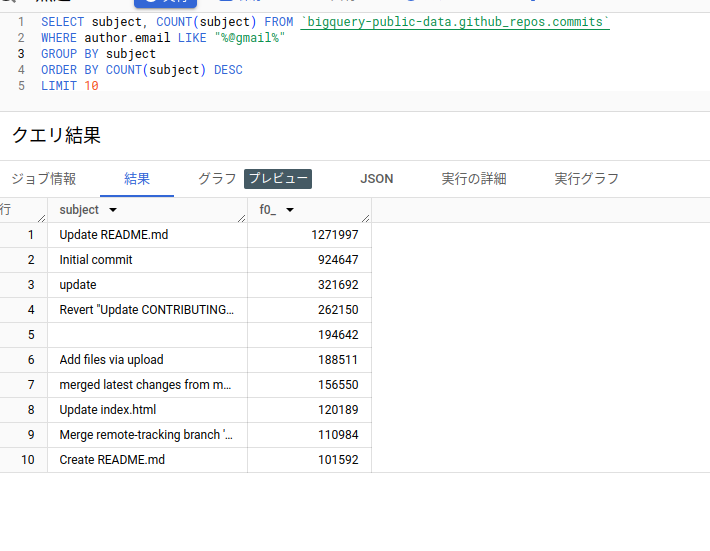 1 SELECT subject, COUNT(subject) FROM `bigquery-public-data.github_repos.commits`
2 WHERE author.email LIKE "%@gmail%"
3 GROUP BY subject
4 ORDER BY COUNT(subject) DESC
5 LIMIT 10
クエリ結果
ジョブ情報 結果 グラフ プレビュー JSON 実行の詳細 実行グラフ
行 subject f0_
1 Update README.md 1271997
2 Initial commit 924647
3 update 321692
4 Revert "Update CONTRIBUTING... 262150
5 194642
6 Add files via upload 188511
7 merged latest changes from m... 156550
8 Update index.html 120189
9 Merge remote-tracking branch '... 110984
10 Create README.md 101592